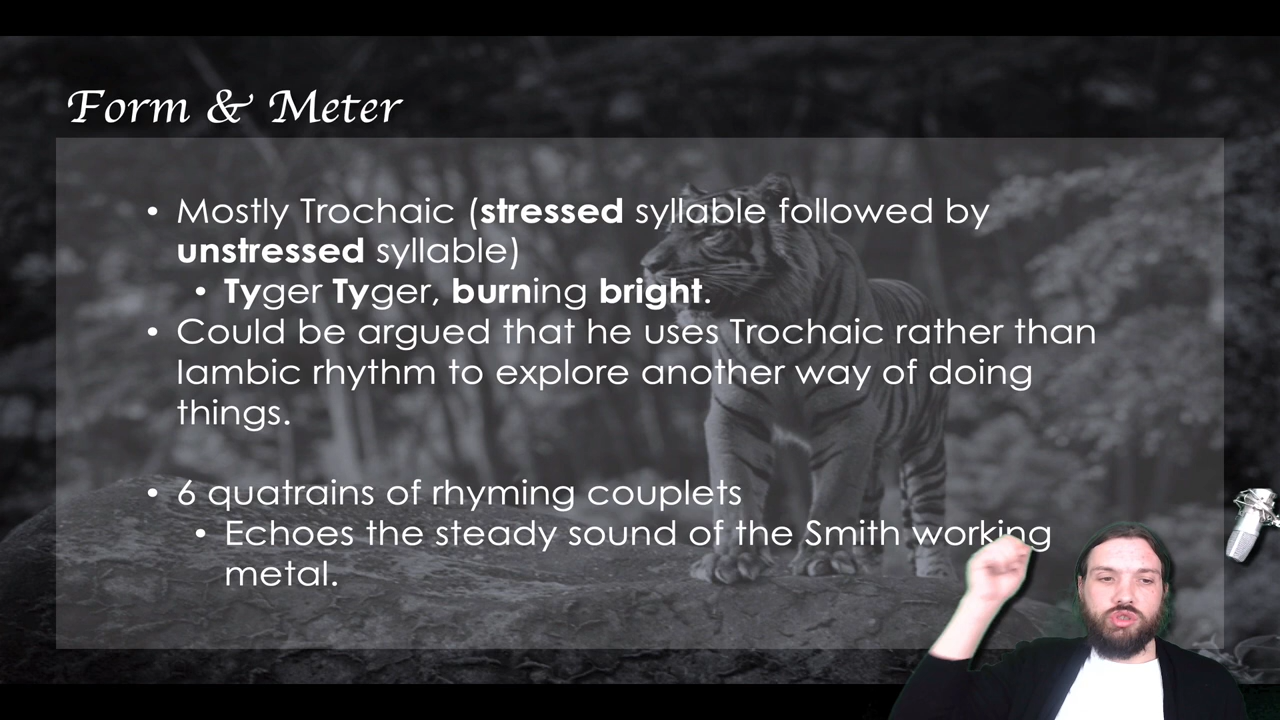 Form & Meter
• Mostly Trochaic (stressed syllable followed by
unstressed syllable)
• Tyger Tyger, burning bright.
• Could be argued that he uses Trochaic rather than
Iambic rhythm to explore another way of doing
things.
• 6 quatrains of rhyming couplets
• Echoes the steady sound of the Smith working
metal.